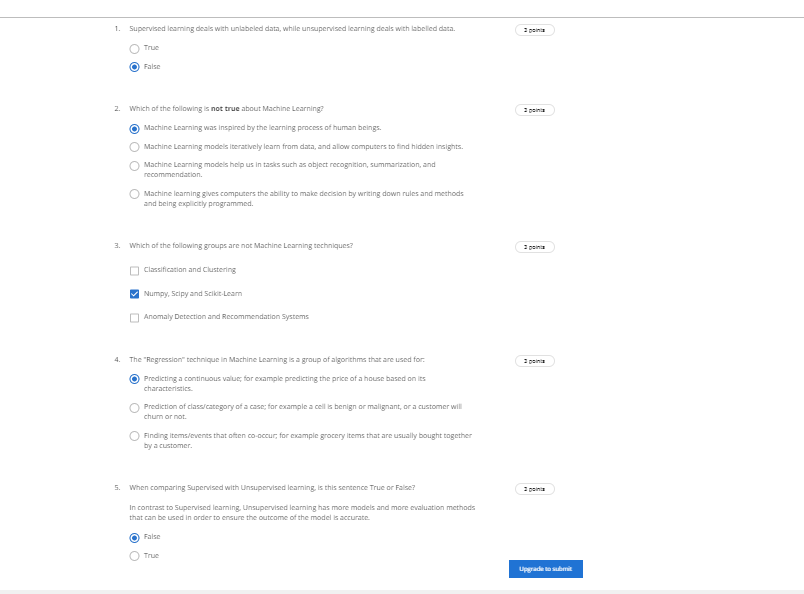 1. Supervised learning deals with unlabeled data, while unsupervised learning deals with labelled data.
3 points
True
False
2. Which of the following is not true about Machine Learning?
3 points
Machine Learning was inspired by the learning process of human beings.
Machine Learning models iteratively learn from data, and allow computers to find hidden insights.
Machine Learning models help us in tasks such as object recognition, summarization, and
recommendation.
Machine learning gives computers the ability to make decision by writing down rules and methods
and being explicitly programmed.
3. Which of the following groups are not Machine Learning techniques?
3 points
Classification and Clustering
Numpy, Scipy and Scikit-Learn
Anomaly Detection and Recommendation Systems
4. The "Regression" technique in Machine Learning is a group of algorithms that are used for:
3 points
Predicting a continuous value; for example predicting the price of a house based on its
characteristics.
Prediction of class/category of a case; for example a cell is benign or malignant, or a customer will
churn or not.
Finding items/events that often co-occur; for example grocery items that are usually bought together
by a customer.
5. When comparing Supervised with Unsupervised learning, is this sentence True or False?
3 points
In contrast to Supervised learning, Unsupervised learning has more models and more evaluation methods
that can be used in order to ensure the outcome of the model is accurate.
False
True
Upgrade to submit